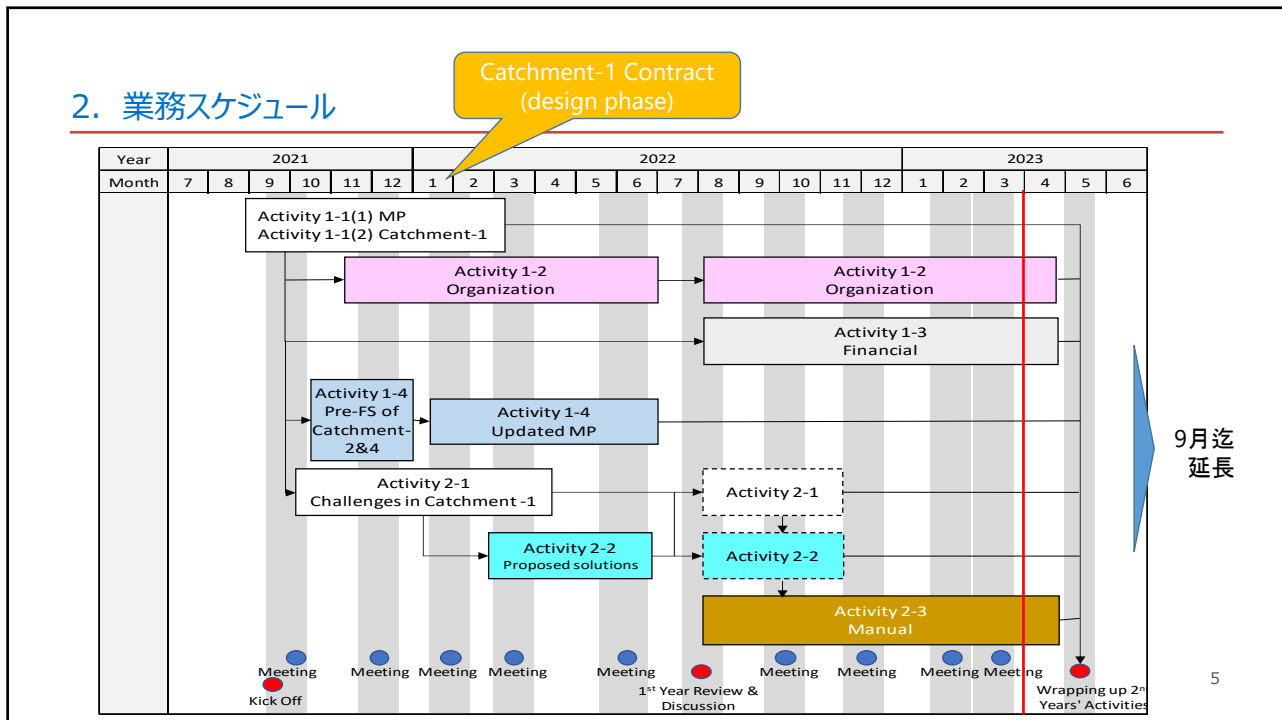 Catchment-1 Contract
(design phase)
2. 業務スケジュール
Year 2021 2022 2023
Month 7 8 9 10 11 12 1 2 3 4 5 6 7 8 9 10 11 12 1 2 3 4 5 6
Activity 1-1(1) MP
Activity 1-1(2) Catchment-1
Activity 1-2
Organization
Activity 1-2
Organization
Activity 1-3
Financial
Activity 1-4
Pre-FS of
Catchment-
2&4
Activity 1-4
Updated MP
9月迄
延長
Activity 2-1
Challenges in Catchment -1
Activity 2-1
Activity 2-2
Proposed solutions
Activity 2-2
Activity 2-3
Manual
Meeting Meeting Meeting Meeting Meeting Meeting Meeting Meeting Meeting
Kick Off
1st Year Review &
Discussion
Wrapping up 2n
Years' Activities
5